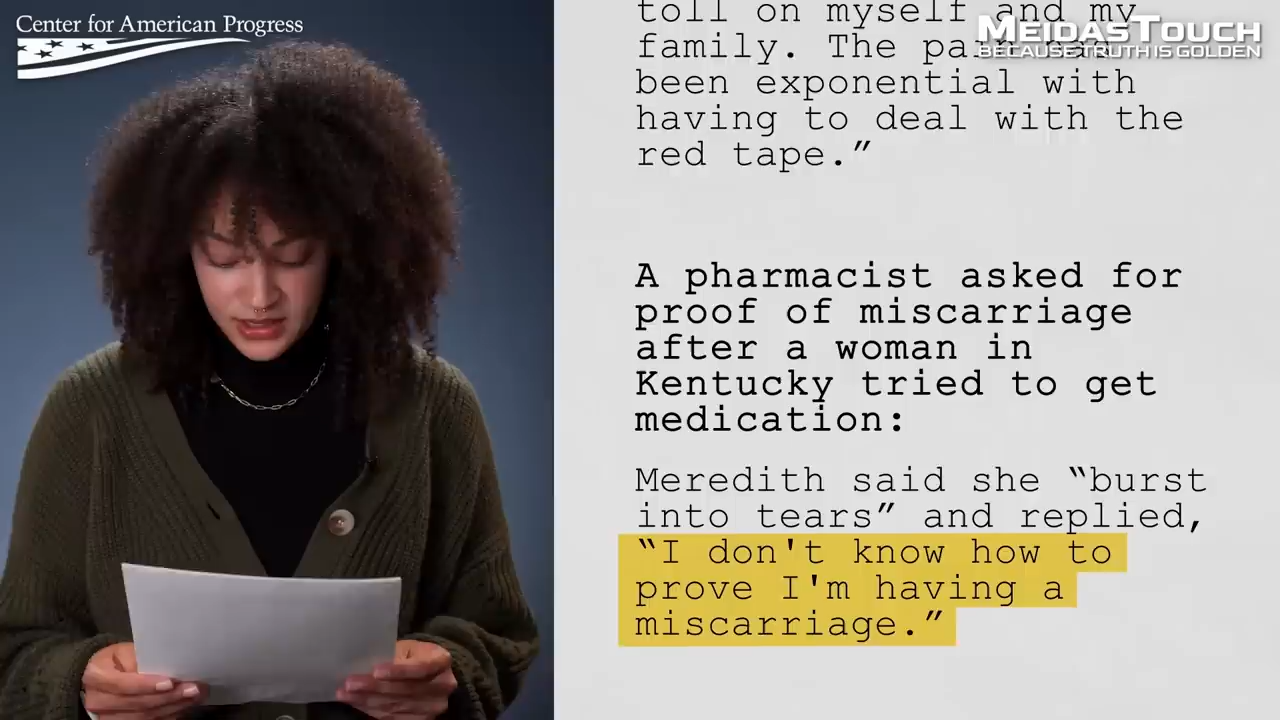 Center for American Progress
MEIDASTOUCH
BECAUSE TRUTH IS GOLDEN
toll on myself and my
family. The pain has
been exponential with
having to deal with the
red tape.”
A pharmacist asked for
proof of miscarriage
after a woman in
Kentucky tried to get
medication:
Meredith said she “burst
into tears” and replied,
“I don't know how to
prove I'm having a
miscarriage.”